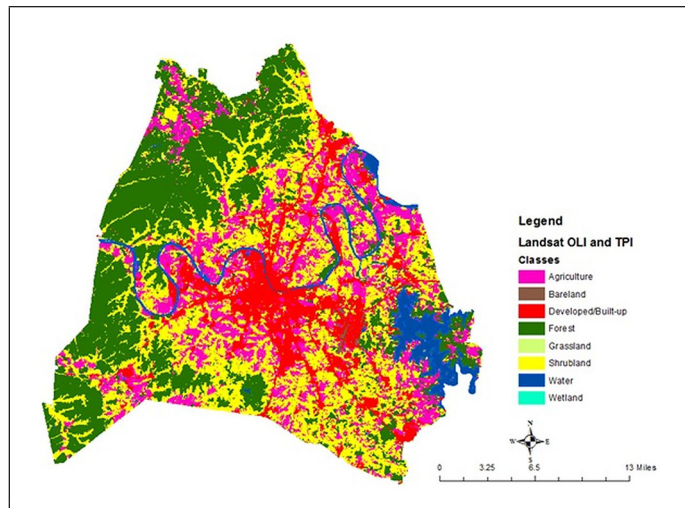 Legend
Landsat OLI and TPI
Classes
Agriculture
Bareland
Developed/Built-up
Forest
Grassland
Shrubland
Water
Wetland
N
W E
S
0 3.25 6.5 13 Miles